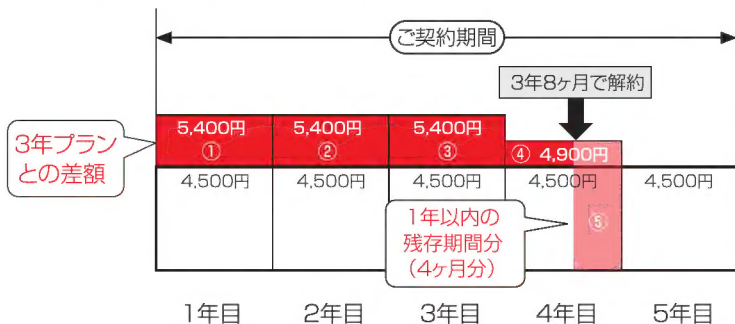 ご契約期間
3年8ヶ月で解約
3年プラン
との差額
5,400円
①
5,400円
②
5,400円
③
④ 4,900円
4,500円
4,500円
4,500円
4,500円
4,500円
1年以内の
残存期間分
(4ヶ月分)
⑤
1年目
2年目
3年目
4年目
5年目